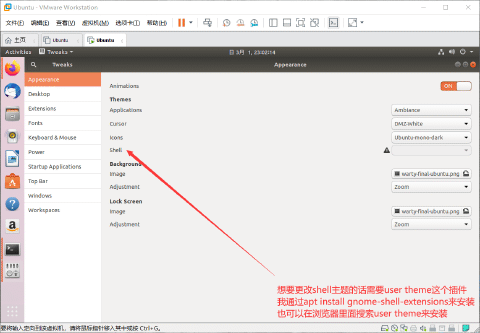 Ubuntu - VMware Workstation
文件(F) 编辑(E) 查看(V) 虚拟机(M) 选项卡(T) 帮助(H)
主页 Ubuntu Ubuntu
Activities Tweaks 日 3月 1, 23:02:14
Tweaks Appearance
Appearance
Desktop
Extensions
Fonts
Keyboard & Mouse
Power
Startup Applications
Top Bar
Windows
Workspaces
Animations ON
Themes
Applications Ambiance
Cursor DMZ-White
Icons Ubuntu-mono-dark
Shell
Background
Image warty-final-ubuntu.png
Adjustment Zoom
Lock Screen
Image warty-final-ubuntu.png
Adjustment Zoom
想要更改shell主题的话需要user theme这个插件
我通过apt install gnome-shell-extensions来安装
也可以在浏览器里面搜索user theme来安装
要将输入定向到该虚拟机，请将鼠标指针移入其中或按 Ctrl+G。